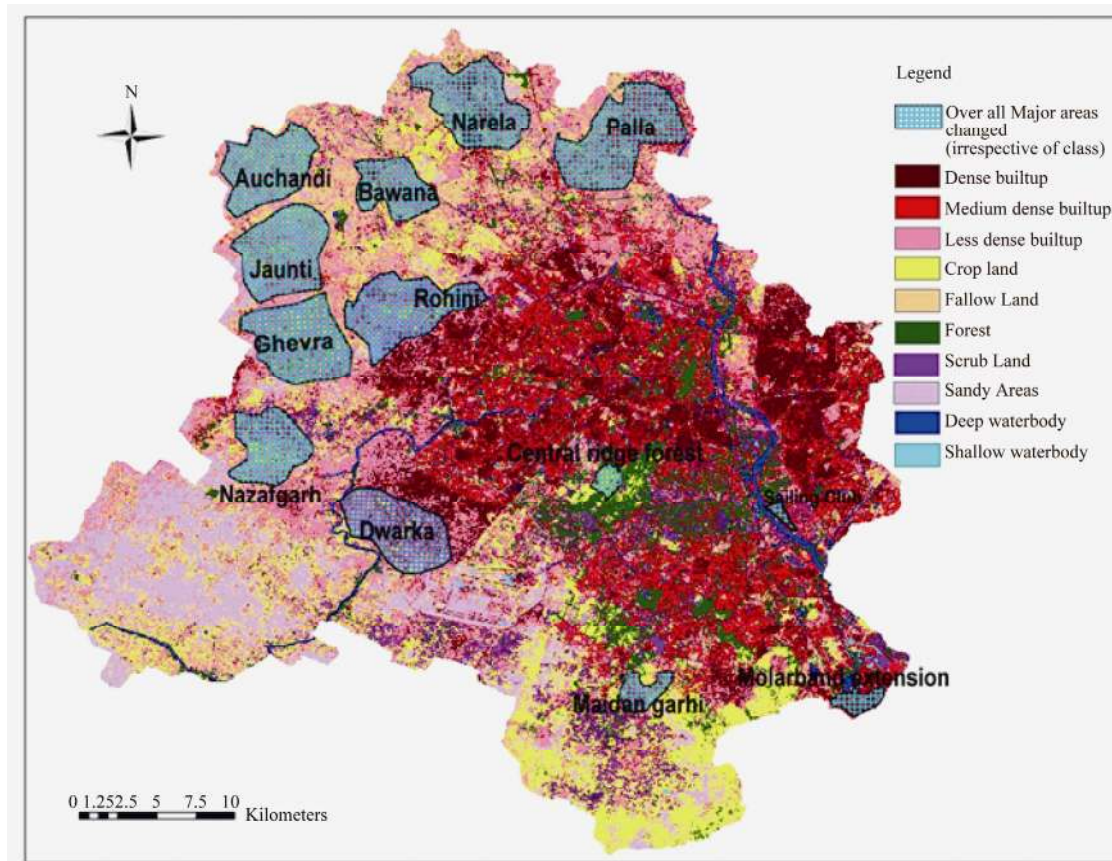 N
Narela
Palla
Auchandi
Bawana
Jaunti
Rohini
Ghevra
Central ridge forest
Nazafgarh
Sailing Club
Dwarka
Molarband extension
Maidan garhi
0 1.252.5 5 7.5 10
Kilometers
Legend
Over all Major areas
changed
(irrespective of class)
Dense builtup
Medium dense builtup
Less dense builtup
Crop land
Fallow Land
Forest
Scrub Land
Sandy Areas
Deep waterbody
Shallow waterbody